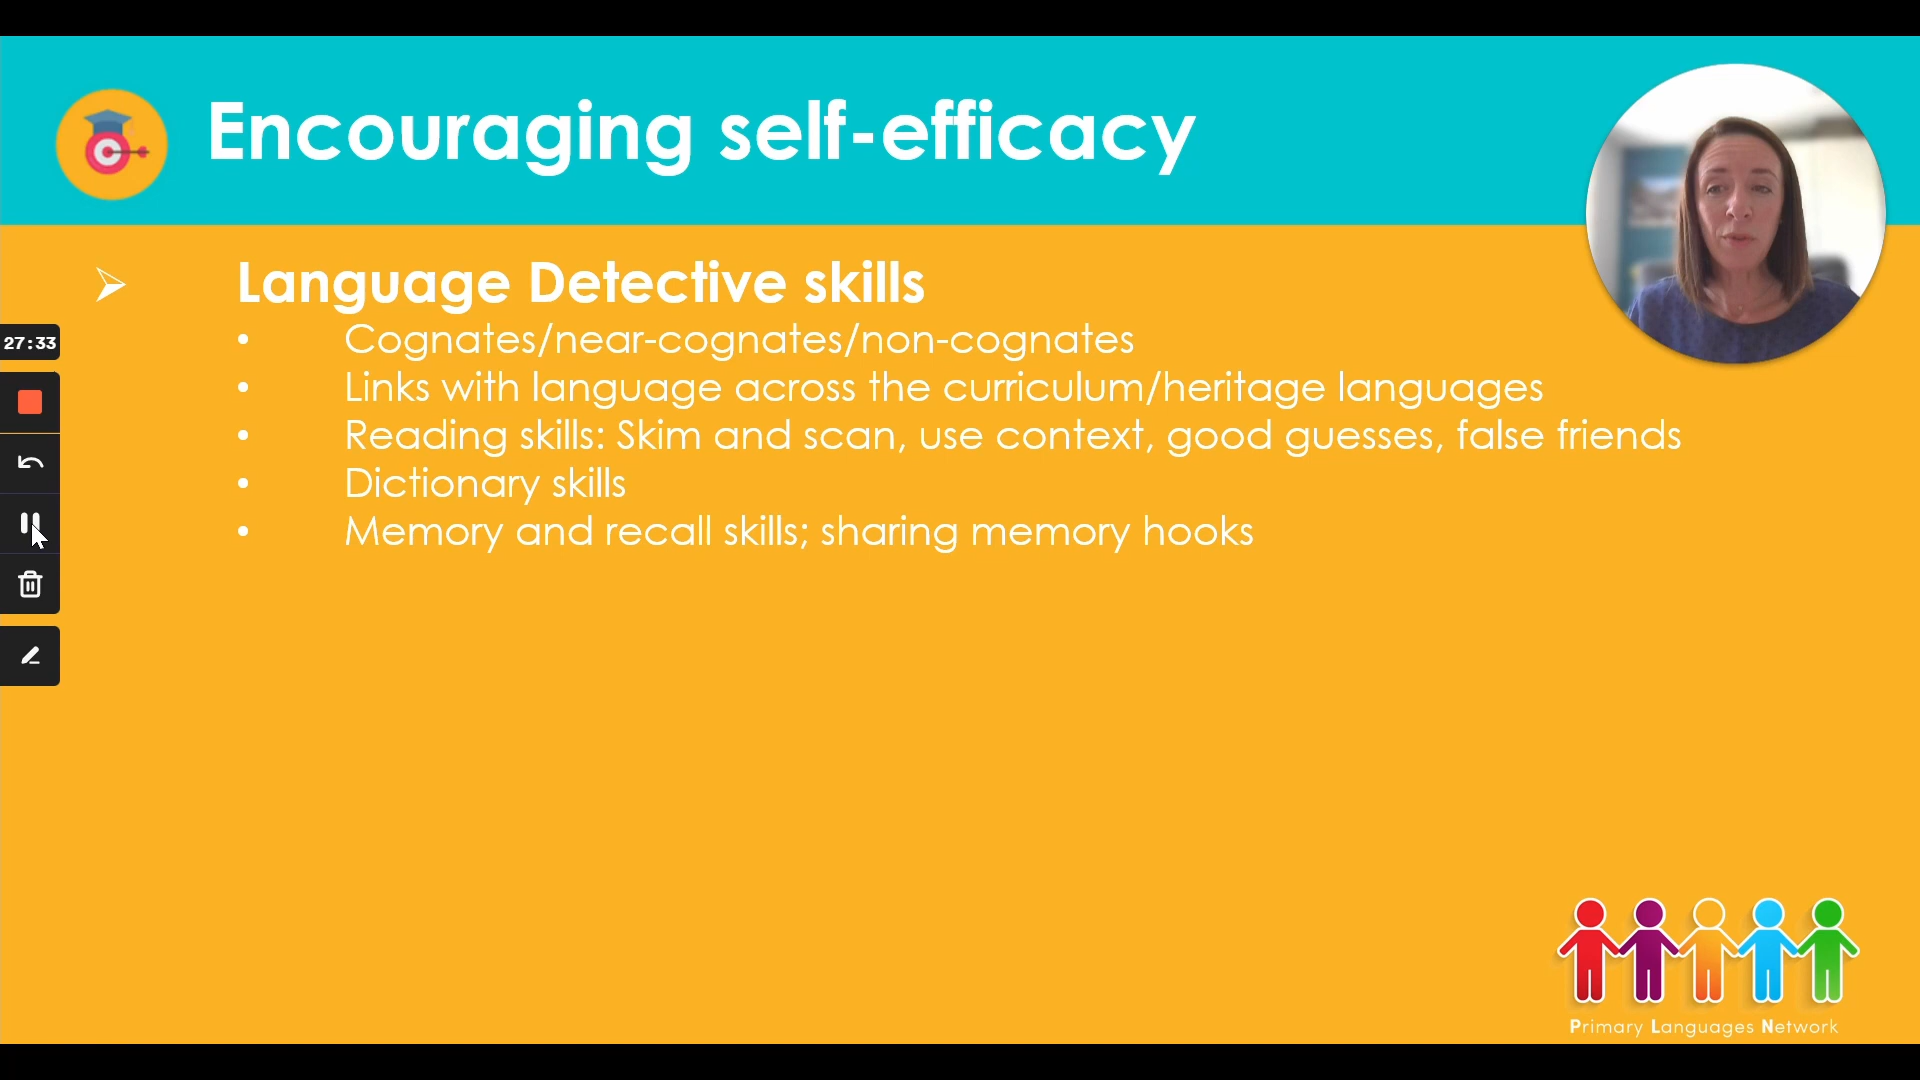 Encouraging self-efficacy
➢ Language Detective skills
• Cognates/near-cognates/non-cognates
• Links with language across the curriculum/heritage languages
• Reading skills: Skim and scan, use context, good guesses, false friends
• Dictionary skills
• Memory and recall skills; sharing memory hooks
27:33
Primary Languages Network